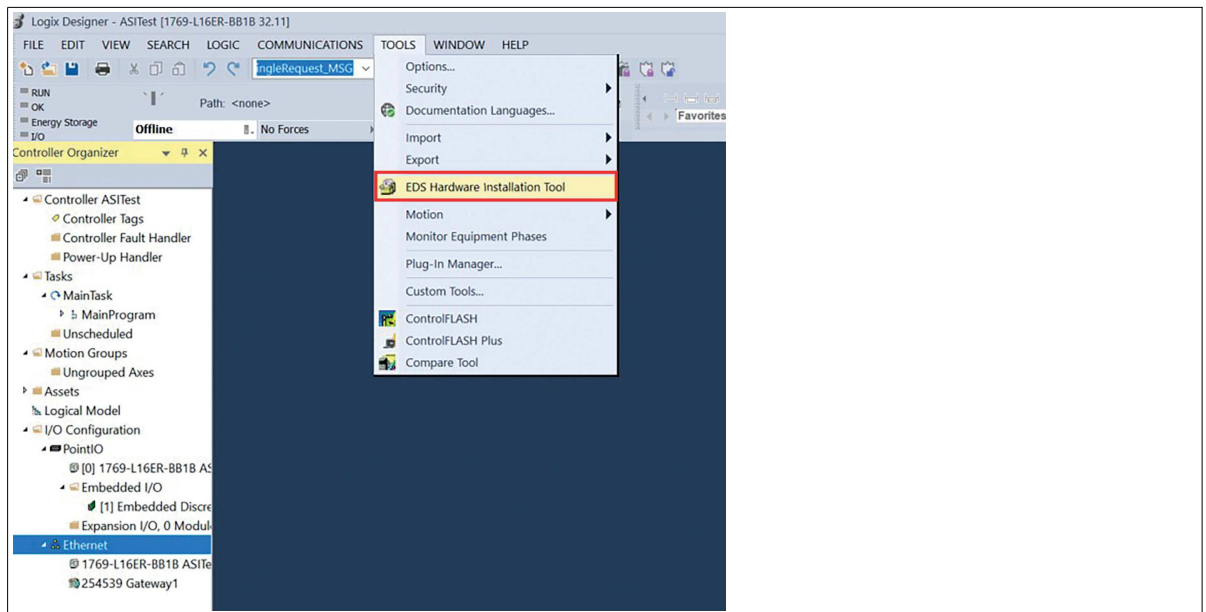 Logix Designer - ASITest [1769-L16ER-BB1B 32.11]
FILE EDIT VIEW SEARCH LOGIC COMMUNICATIONS TOOLS WINDOW HELP
ingleRequest_MSG
RUN
OK
Energy Storage
I/O
Path: <none>
Offline
No Forces
Favorites
Controller Organizer
Controller ASITest
Controller Tags
Controller Fault Handler
Power-Up Handler
Tasks
MainTask
MainProgram
Unscheduled
Motion Groups
Ungrouped Axes
Assets
Logical Model
I/O Configuration
PointIO
[0] 1769-L16ER-BB1B AS
Embedded I/O
[1] Embedded Discre
Expansion I/O, 0 Modul
Ethernet
1769-L16ER-BB1B ASITe
254539 Gateway1
Options...
Security
Documentation Languages...
Import
Export
EDS Hardware Installation Tool
Motion
Monitor Equipment Phases
Plug-In Manager...
Custom Tools...
ControlFLASH
ControlFLASH Plus
Compare Tool